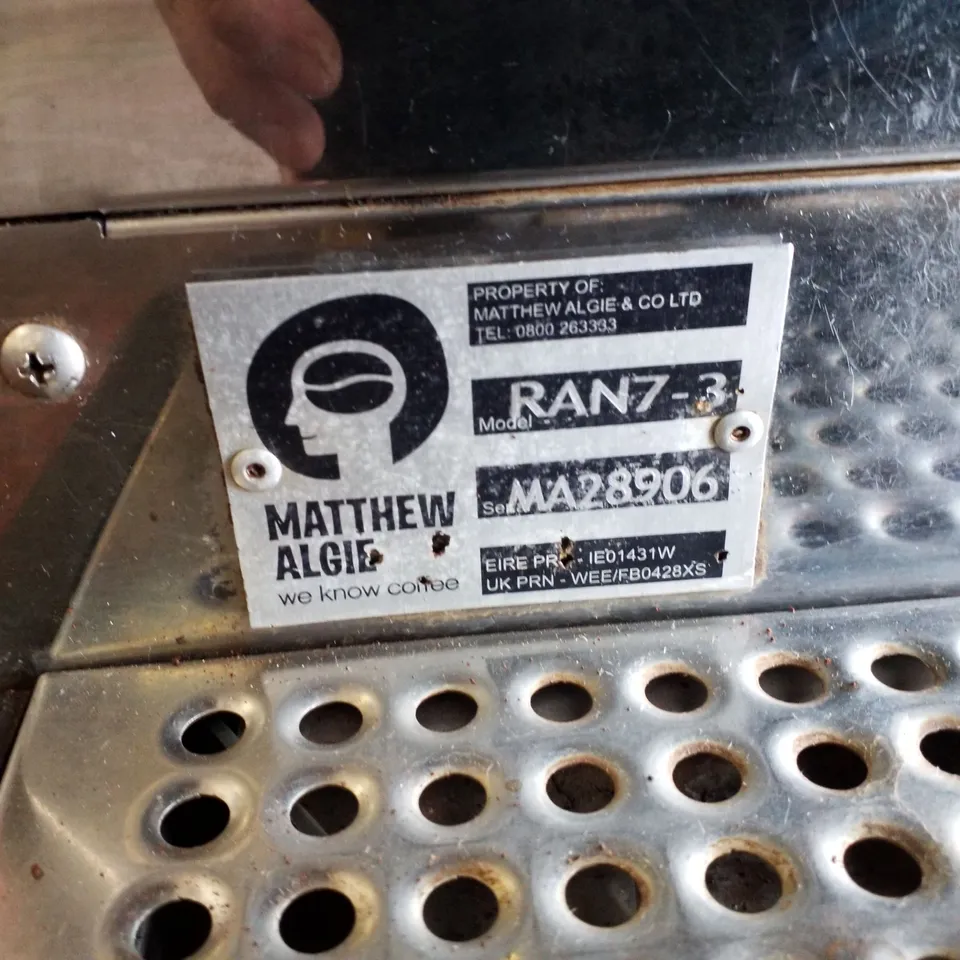 PROPERTY OF:
MATTHEW ALGIE & CO LTD
TEL: 0800 263333
RAN7-3
Model
MA28906
EIRE PRN - IE01431W
UK PRN - WEE/FB0428XS
MATTHEW
ALGIE
we know coffee